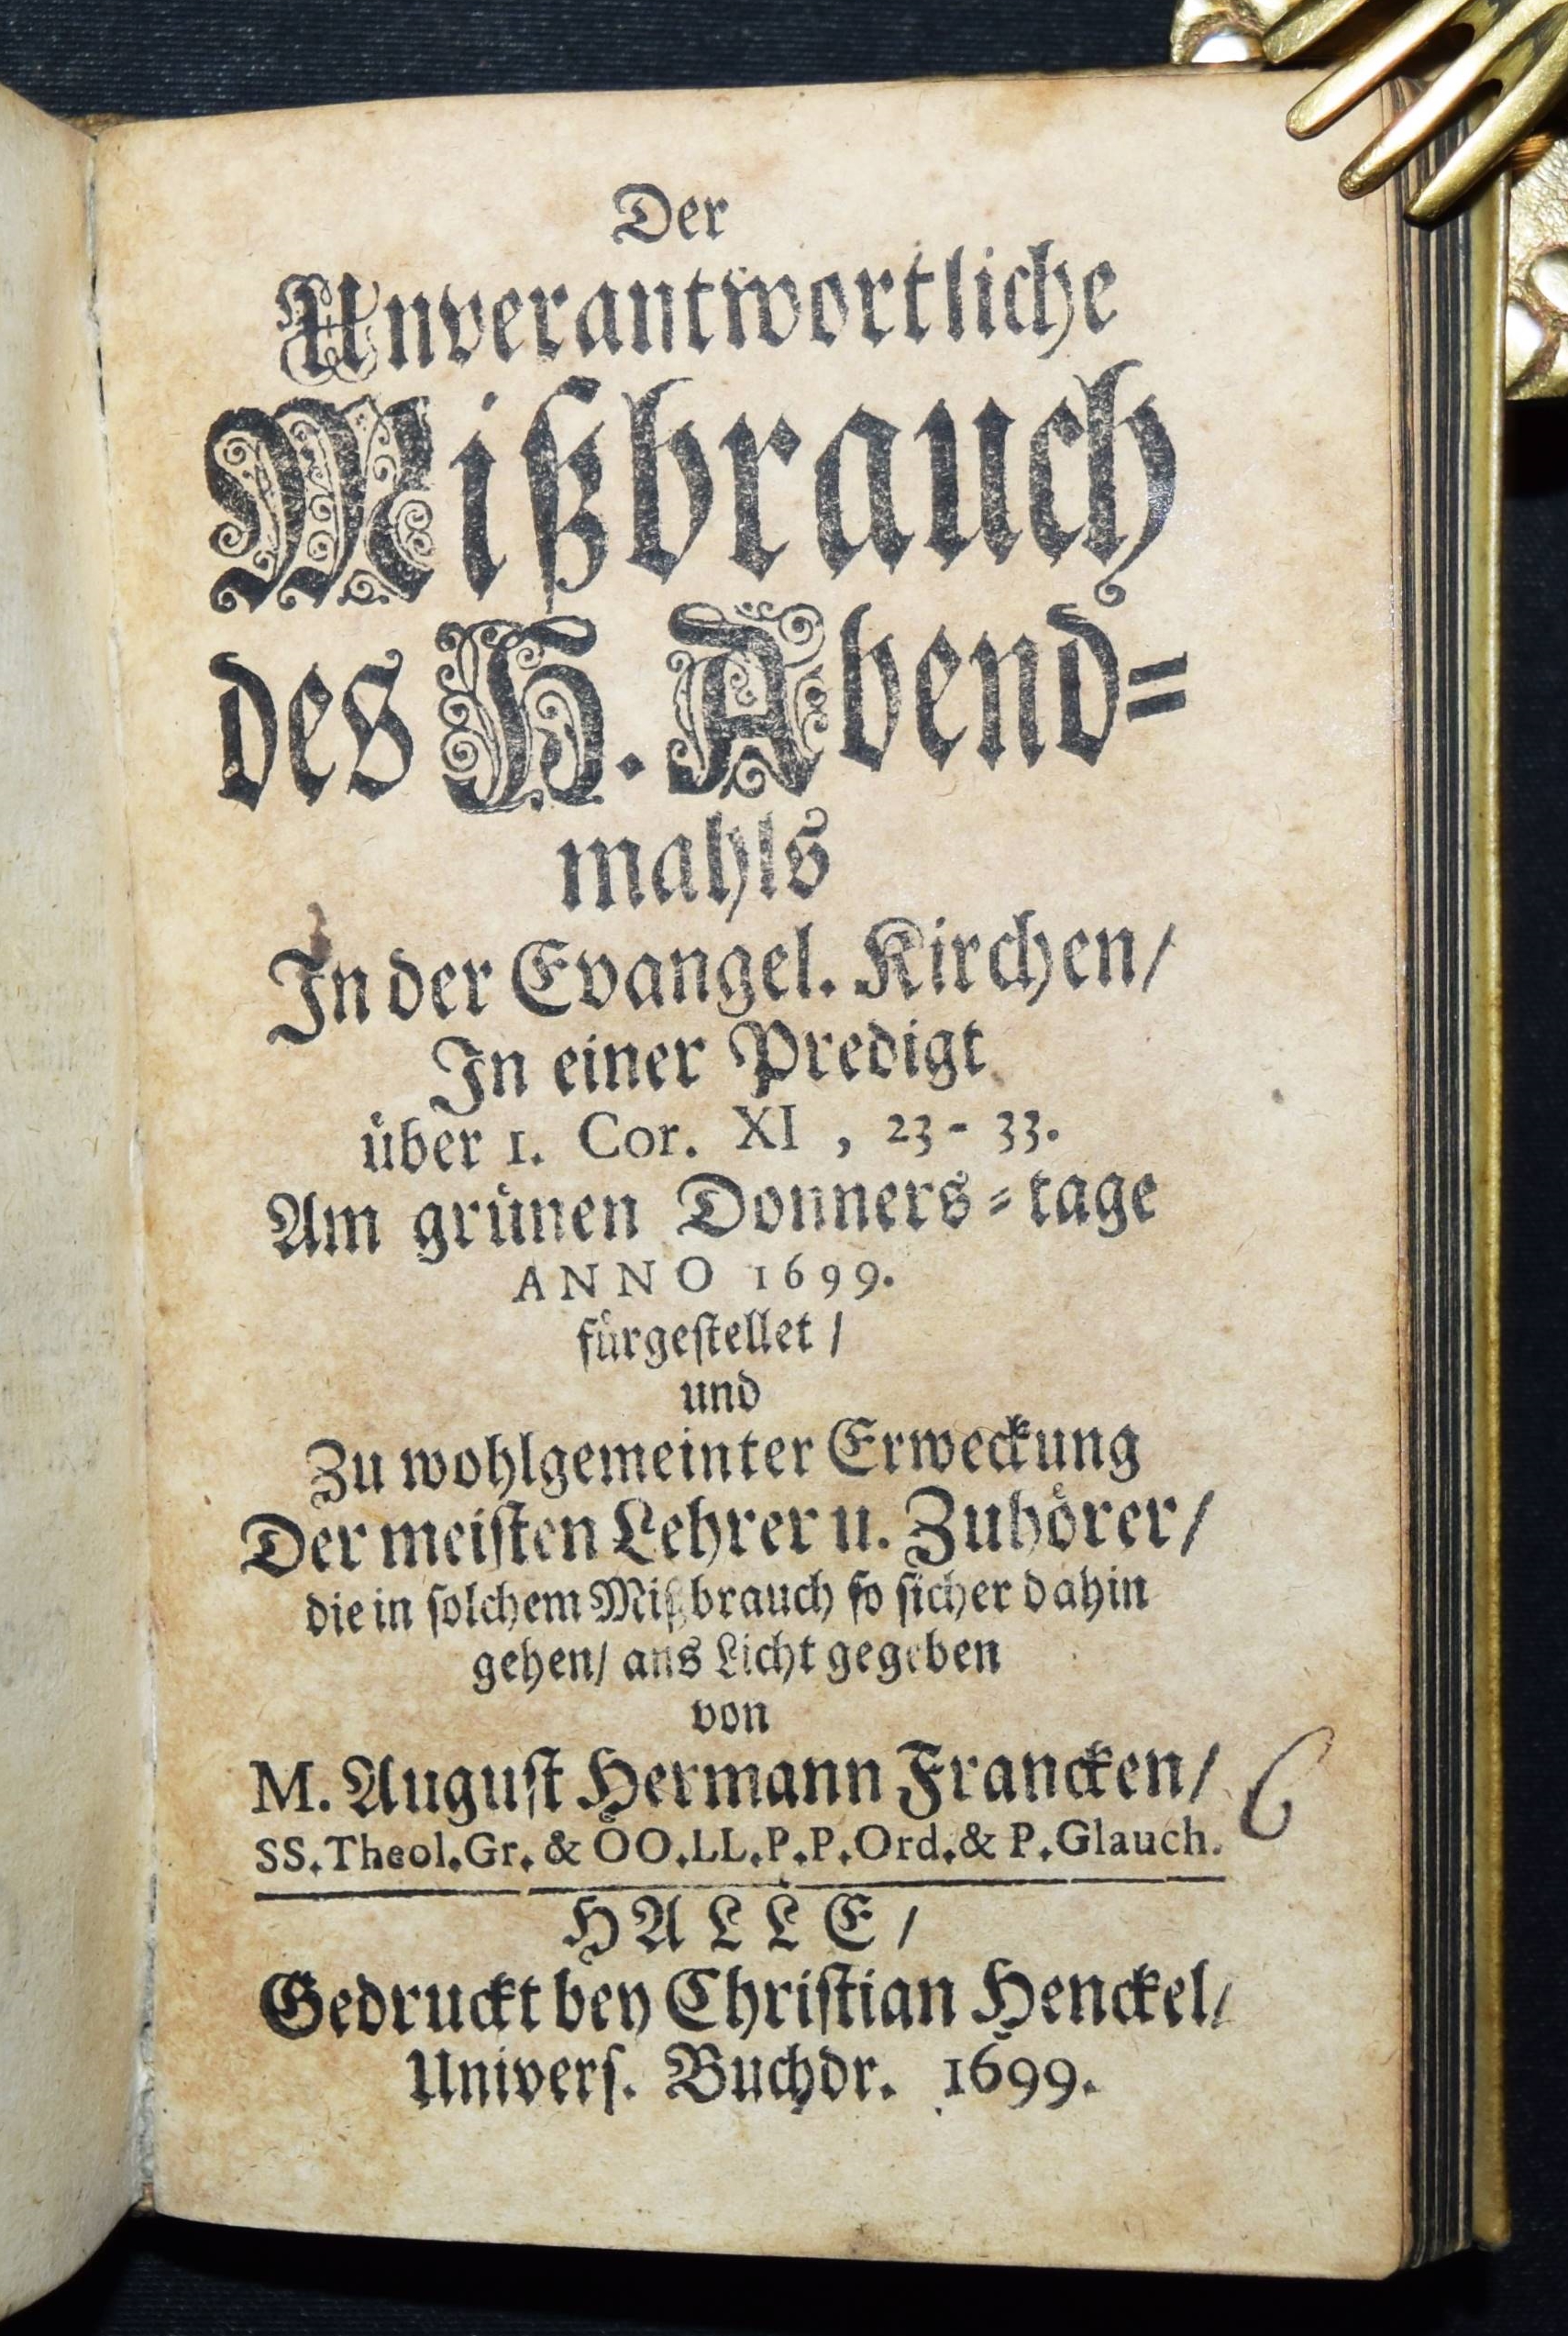 Der
Unverantwortliche
Mißbrauch
des H. Abend=
mahls
In der Evangel. Kirchen/
In einer Predigt
über 1. Cor. XI , 23- 33.
Am grünen Donners=tage
ANNO 1699.
fürgestellet /
und
Zu wohlgemeinter Erweckung
Der meisten Lehrer u. Zuhörer/
die in solchem Mißbrauch so sicher dahin
gehen/ ans Licht gegeben
von
M. August Hermann Francken/
SS.Theol.Gr. & OO.LL.P.P.Ord.& P.Glauch.
6
HALLE/
Gedruckt bey Christian Henckel/
Univers. Buchdr. 1699.